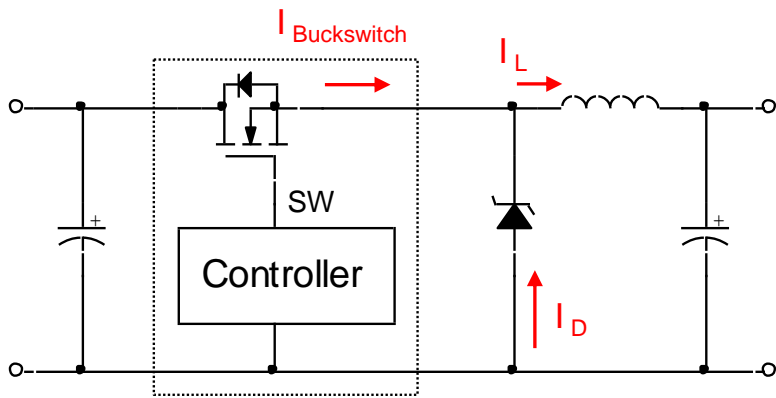 I Buckswitch
I L
SW
+
+
Controller
I D